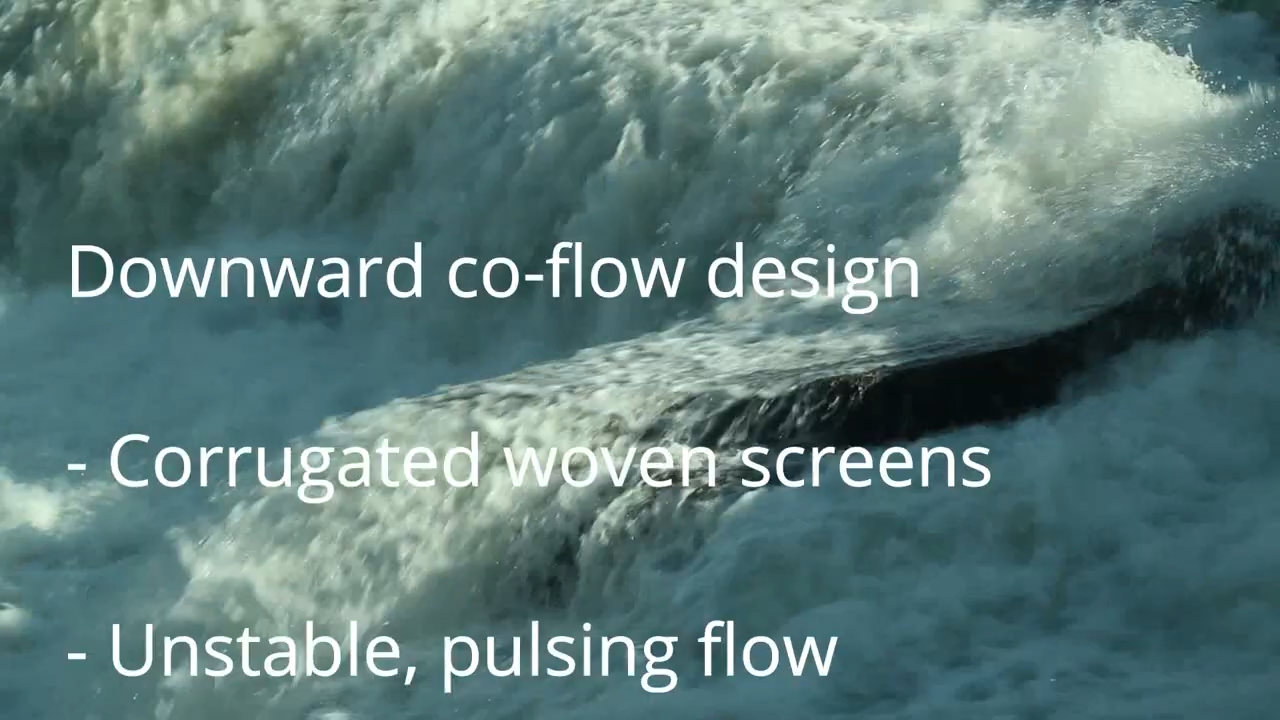 Downward co-flow design
- Corrugated woven screens
- Unstable, pulsing flow